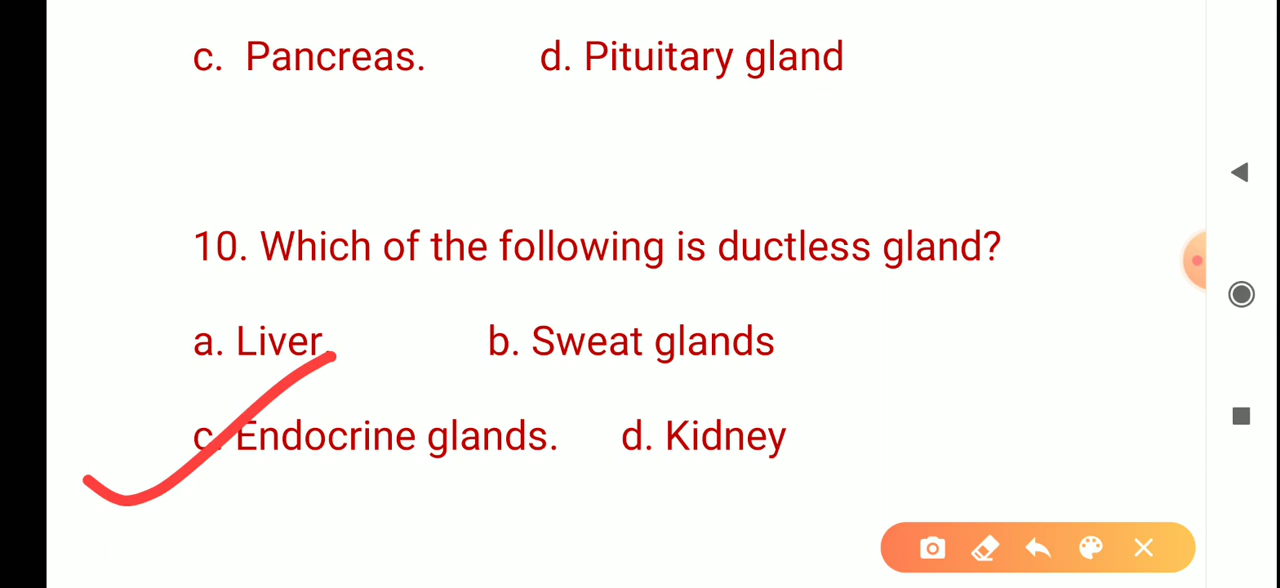 c. Pancreas. d. Pituitary gland
10. Which of the following is ductless gland?
a. Liver. b. Sweat glands
c. Endocrine glands. d. Kidney